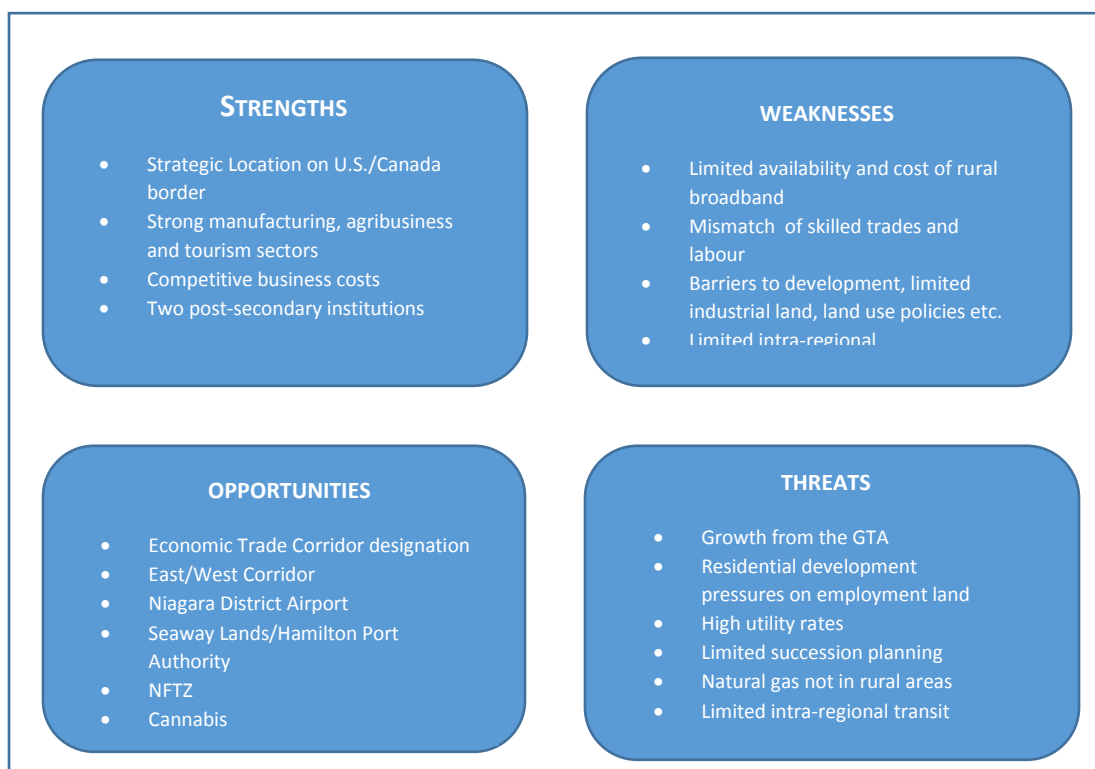 STRENGTHS
• Strategic Location on U.S./Canada
border
• Strong manufacturing, agribusiness
and tourism sectors
• Competitive business costs
• Two post-secondary institutions
WEAKNESSES
• Limited availability and cost of rural
broadband
• Mismatch of skilled trades and
labour
• Barriers to development, limited
industrial land, land use policies etc.
• Limited intra-regional
OPPORTUNITIES
• Economic Trade Corridor designation
• East/West Corridor
• Niagara District Airport
• Seaway Lands/Hamilton Port
Authority
• NFTZ
• Cannabis
THREATS
• Growth from the GTA
• Residential development
pressures on employment land
• High utility rates
• Limited succession planning
• Natural gas not in rural areas
• Limited intra-regional transit